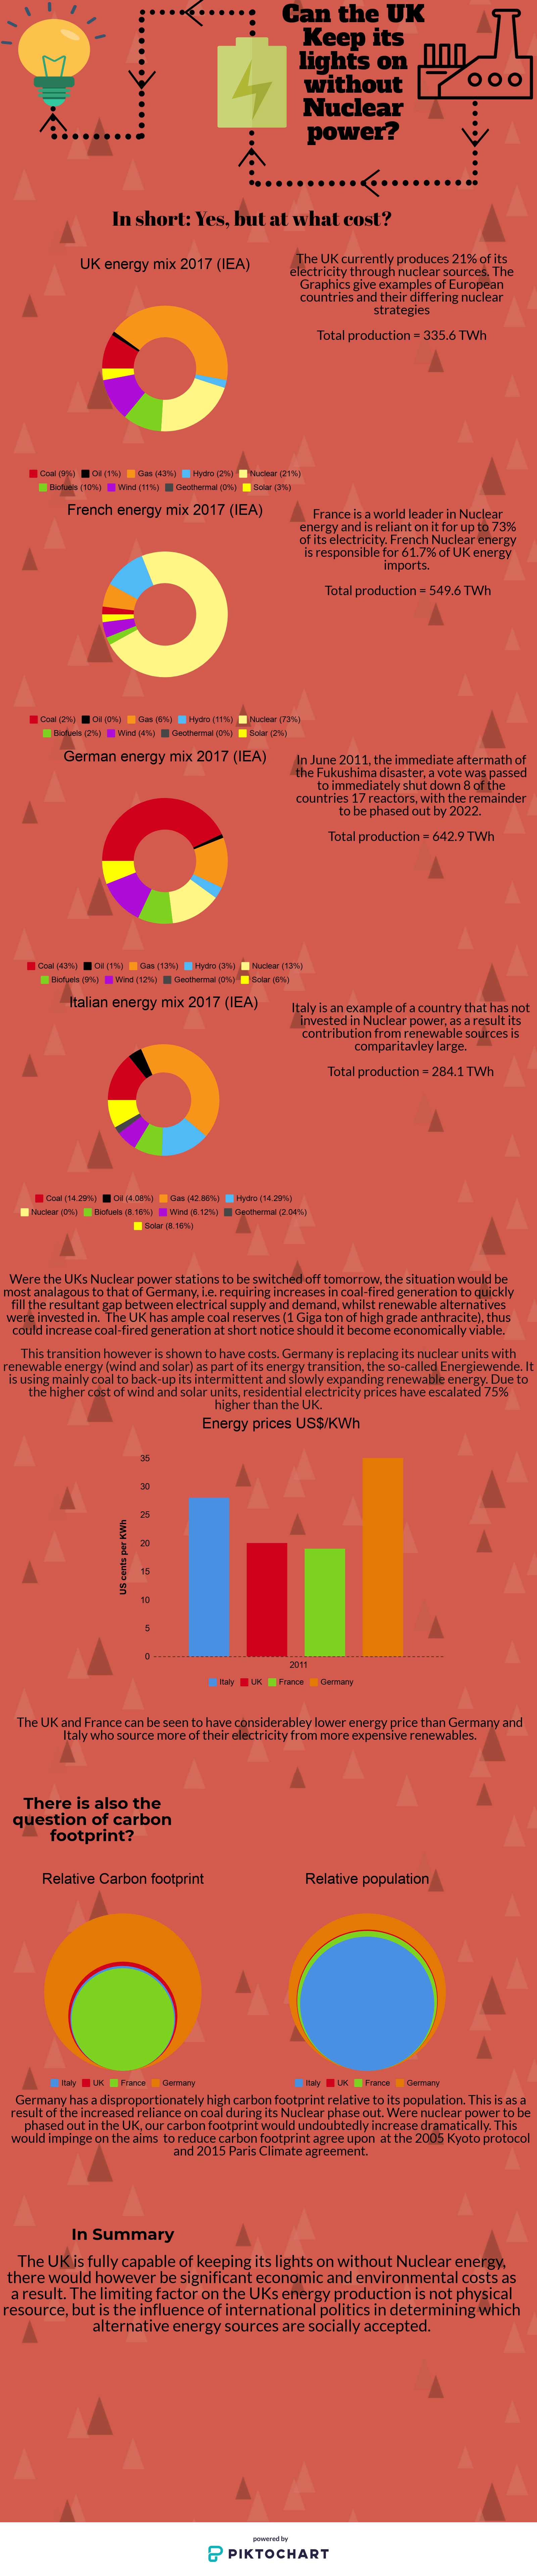 Can the UK
Keep its
lights on
without
Nuclear
power?
In short: Yes, but at what cost?
UK energy mix 2017 (IEA)
Coal (9%) Oil (1%) Gas (43%) Hydro (2%) Nuclear (21%)
Biofuels (10%) Wind (11%) Geothermal (0%) Solar (3%)
The UK currently produces 21% of its
electricity through nuclear sources. The
Graphics give examples of European
countries and their differing nuclear
strategies
Total production = 335.6 TWh
French energy mix 2017 (IEA)
Coal (2%) Oil (0%) Gas (6%) Hydro (11%) Nuclear (73%)
Biofuels (2%) Wind (4%) Geothermal (0%) Solar (2%)
France is a world leader in Nuclear
energy and is reliant on it for up to 73%
of its electricity. French Nuclear energy
is responsible for 61.7% of UK energy
imports.
Total production = 549.6 TWh
German energy mix 2017 (IEA)
Coal (43%) Oil (1%) Gas (13%) Hydro (3%) Nuclear (13%)
Biofuels (9%) Wind (12%) Geothermal (0%) Solar (6%)
In June 2011, the immediate aftermath of
the Fukushima disaster, a vote was passed
to immediately shut down 8 of the
countries 17 reactors, with the remainder
to be phased out by 2022.
Total production = 642.9 TWh
Italian energy mix 2017 (IEA)
Coal (14.29%) Oil (4.08%) Gas (42.86%) Hydro (14.29%)
Nuclear (0%) Biofuels (8.16%) Wind (6.12%) Geothermal (2.04%)
Solar (8.16%)
Italy is an example of a country that has not
invested in Nuclear power, as a result its
contribution from renewable sources is
comparitavley large.
Total production = 284.1 TWh
Were the UKs Nuclear power stations to be switched off tomorrow, the situation would be
most analagous to that of Germany, i.e. requiring increases in coal-fired generation to quickly
fill the resultant gap between electrical supply and demand, whilst renewable alternatives
were invested in. The UK has ample coal reserves (1 Giga ton of high grade anthracite), thus
could increase coal-fired generation at short notice should it become economically viable.
This transition however is shown to have costs. Germany is replacing its nuclear units with
renewable energy (wind and solar) as part of its energy transition, the so-called Energiewende. It
is using mainly coal to back-up its intermittent and slowly expanding renewable energy. Due to
the higher cost of wind and solar units, residential electricity prices have escalated 75%
higher than the UK.
Energy prices US$/KWh
US cents per KWh
35
30
25
20
15
10
5
0
2011
Italy UK France Germany
The UK and France can be seen to have considerabley lower energy price than Germany and
Italy who source more of their electricity from more expensive renewables.
There is also the
question of carbon
footprint?
Relative Carbon footprint
Italy UK France Germany
Relative population
Italy UK France Germany
Germany has a disproportionately high carbon footprint relative to its population. This is as a
result of the increased reliance on coal during its Nuclear phase out. Were nuclear power to be
phased out in the UK, our carbon footprint would undoubtedly increase dramatically. This
would impinge on the aims to reduce carbon footprint agree upon at the 2005 Kyoto protocol
and 2015 Paris Climate agreement.
In Summary
The UK is fully capable of keeping its lights on without Nuclear energy,
there would however be significant economic and environmental costs as
a result. The limiting factor on the UKs energy production is not physical
resource, but is the influence of international politics in determining which
alternative energy sources are socially accepted.
powered by
PIKTOCHART